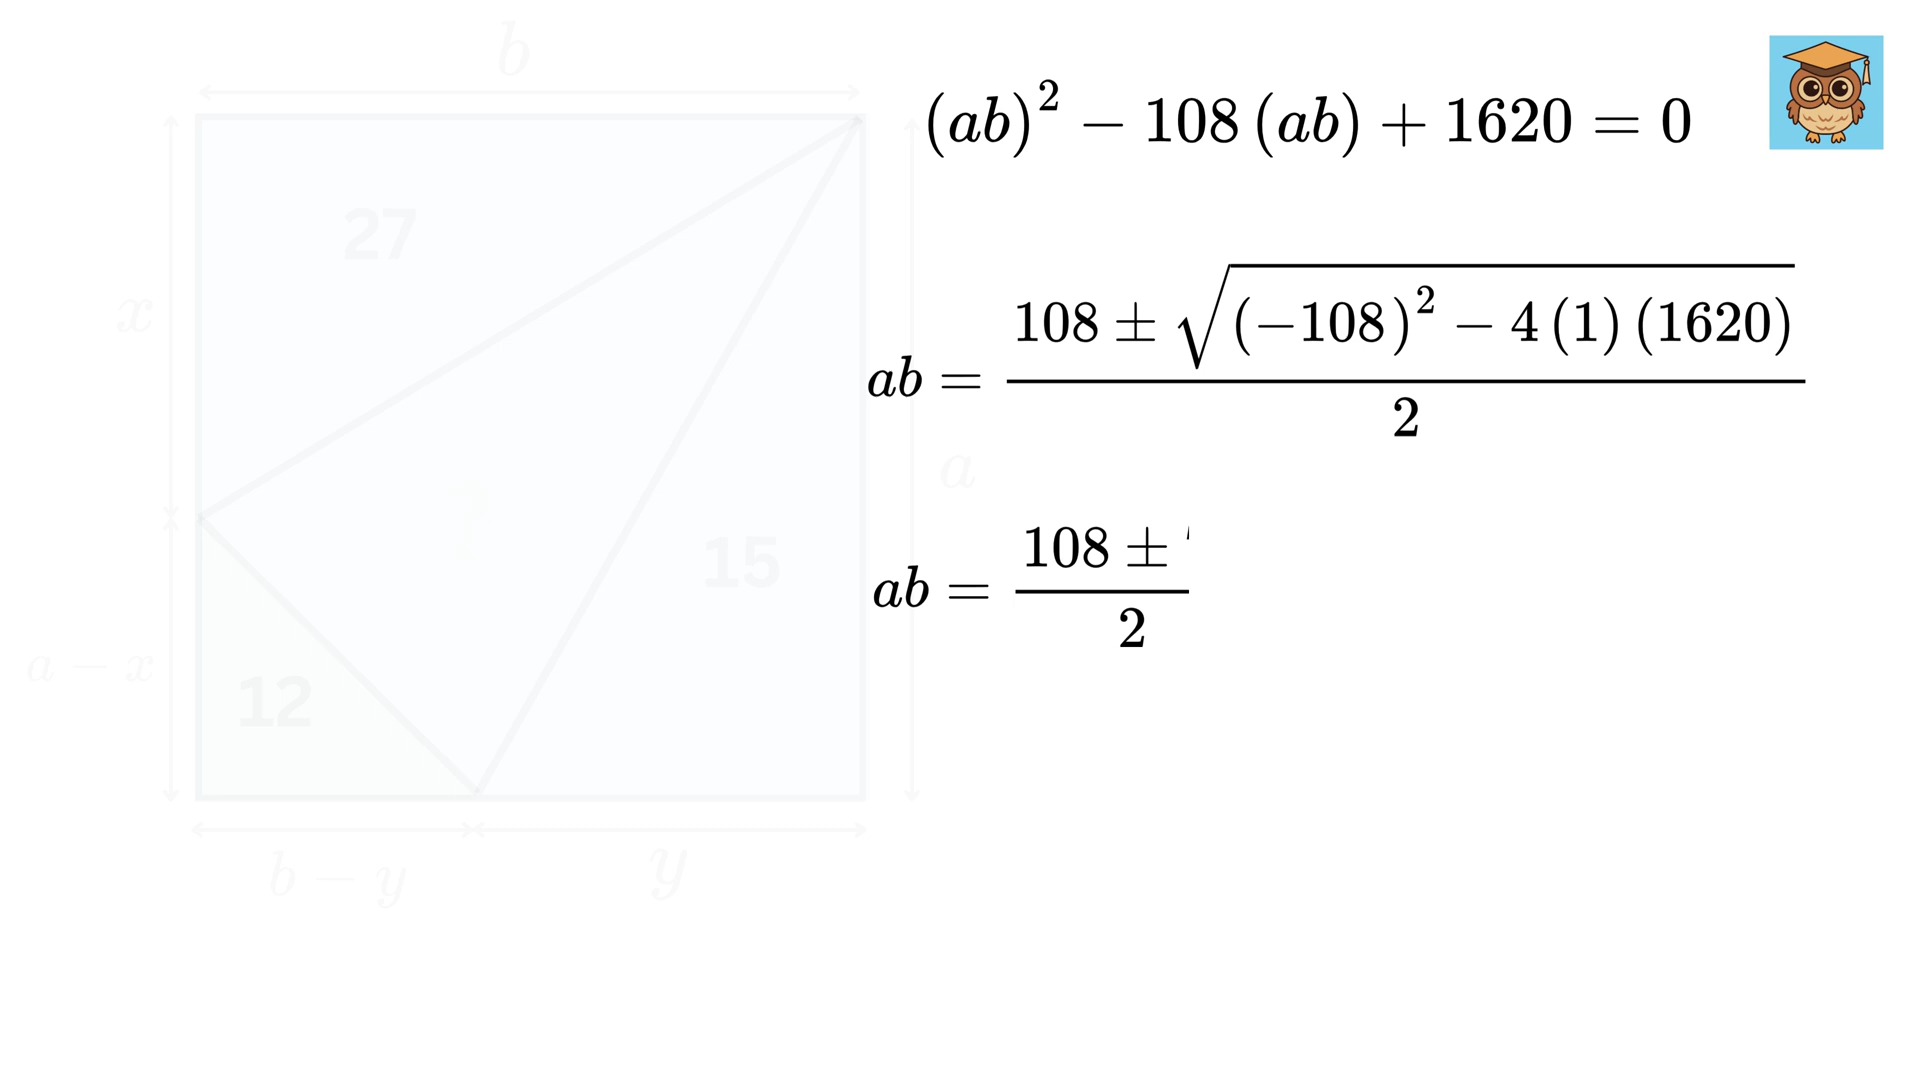 b
(ab)² − 108 (ab) + 1620 = 0
27
x
ab = (108 ± √((−108)² − 4 (1) (1620))) / 2
a
?
15
ab = (108 ± / 2
a − x
12
b − y
y